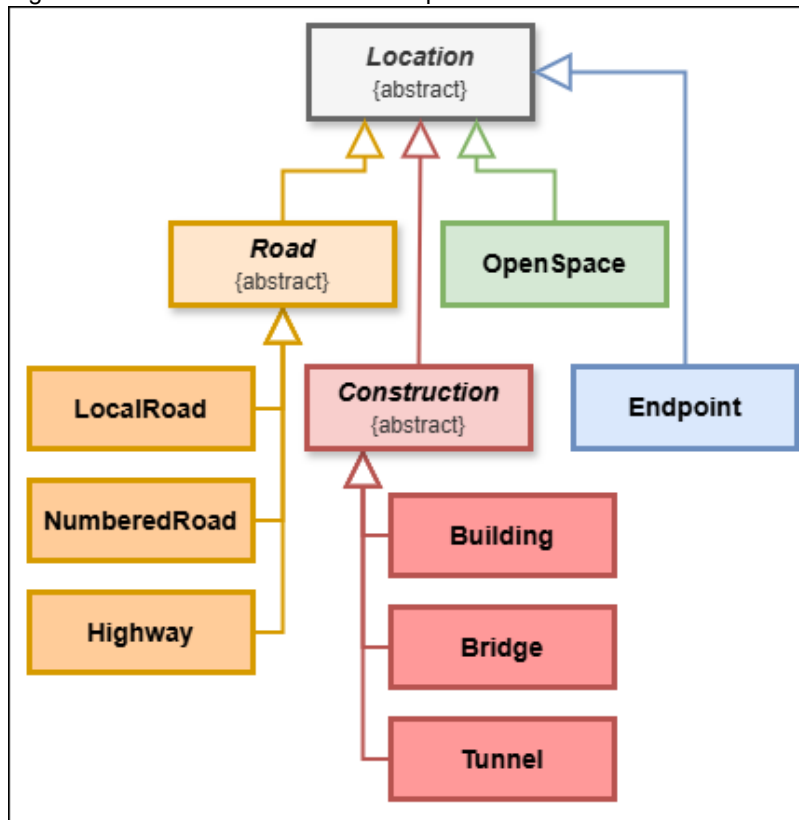 Location
{abstract}
Road
{abstract}
OpenSpace
LocalRoad
Construction
{abstract}
Endpoint
NumberedRoad
Building
Highway
Bridge
Tunnel